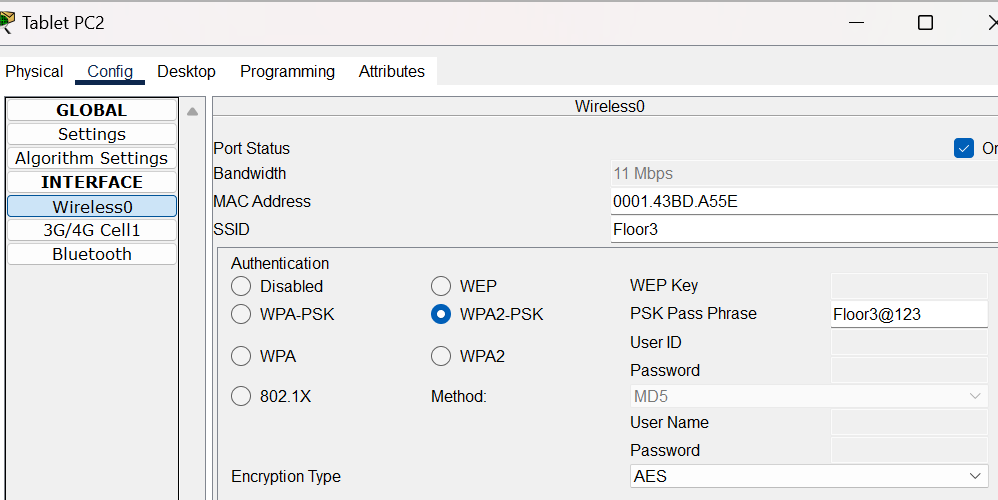 Tablet PC2
Physical Config Desktop Programming Attributes
GLOBAL
Settings
Algorithm Settings
INTERFACE
Wireless0
3G/4G Cell1
Bluetooth
Wireless0
Port Status
Bandwidth 11 Mbps
MAC Address 0001.43BD.A55E
SSID Floor3
Authentication
Disabled WEP WEP Key
WPA-PSK WPA2-PSK PSK Pass Phrase Floor3@123
User ID
WPA WPA2
Password
802.1X Method: MD5
User Name
Password
Encryption Type AES